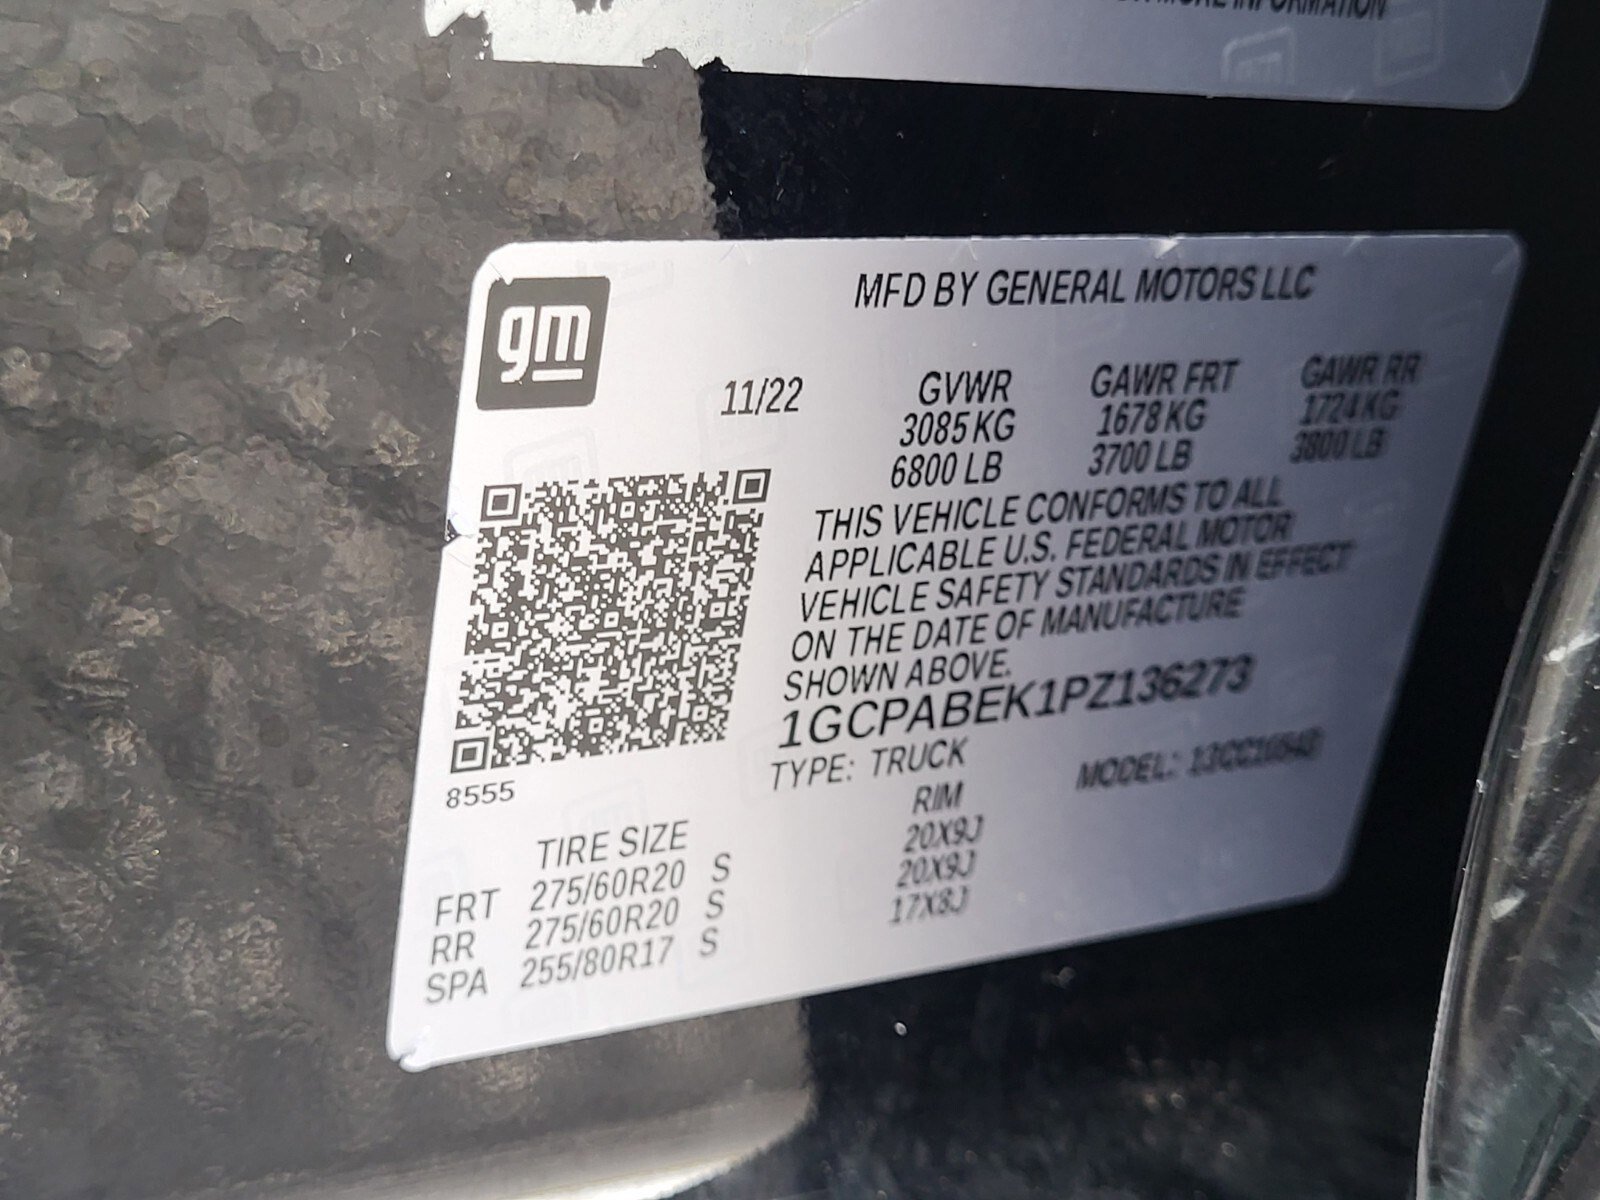 MORE INFORMATION
gm
MFD BY GENERAL MOTORS LLC
11/22
GVWR GAWR FRT GAWR RR
3085 KG 1678 KG 1724 KG
6800 LB 3700 LB 3800 LB
THIS VEHICLE CONFORMS TO ALL
APPLICABLE U.S. FEDERAL MOTOR
VEHICLE SAFETY STANDARDS IN EFFECT
ON THE DATE OF MANUFACTURE
SHOWN ABOVE.
1GCPABEK1PZ136273
TYPE: TRUCK MODEL:
8555
TIRE SIZE RIM
FRT 275/60R20 S 20X9J
RR 275/60R20 S 20X9J
SPA 255/80R17 S 17X8J